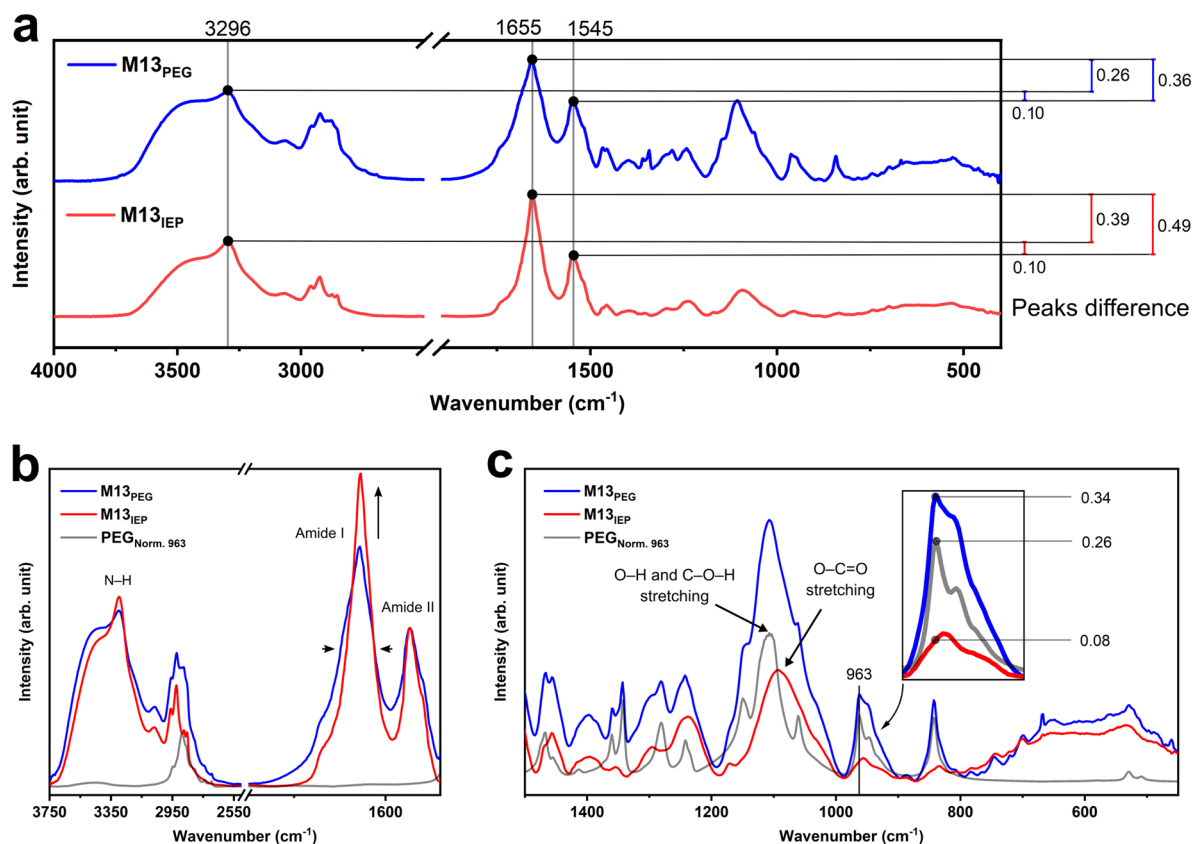 a
3296
1655
1545
M13PEG
0.26
0.36
0.10
M13IEP
0.39
0.49
0.10
Peaks difference
Intensity (arb. unit)
4000
3500
3000
1500
1000
500
Wavenumber (cm-1)
b
M13PEG
M13IEP
PEGNorm. 963
Amide I
N–H
Amide II
Intensity (arb. unit)
3750
3350
2950
2550
1600
Wavenumber (cm-1)
c
M13PEG
M13IEP
PEGNorm. 963
O–H and C–O–H
stretching
O–C=O
stretching
963
0.34
0.26
0.08
Intensity (arb. unit)
1400
1200
1000
800
600
Wavenumber (cm-1)